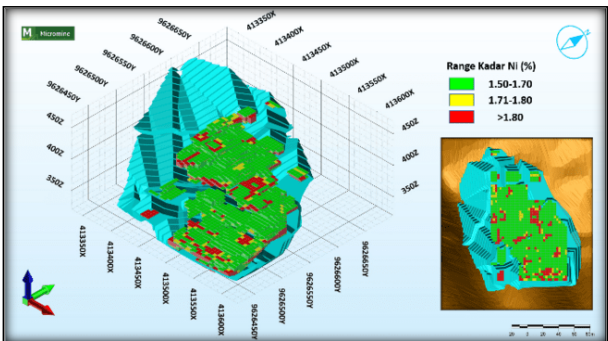 M Micromine
9626650Y
9626600Y
9626550Y
9626500Y
9626450Y
413350X
413400X
413450X
413500X
413550X
413600X
450Z
400Z
350Z
450Z
400Z
350Z
413350X
413400X
413450X
413500X
413550X
413600X
9626450Y
9626500Y
9626550Y
9626600Y
9626650Y
Range Kadar Ni (%)
1.50-1.70
1.71-1.80
>1.80